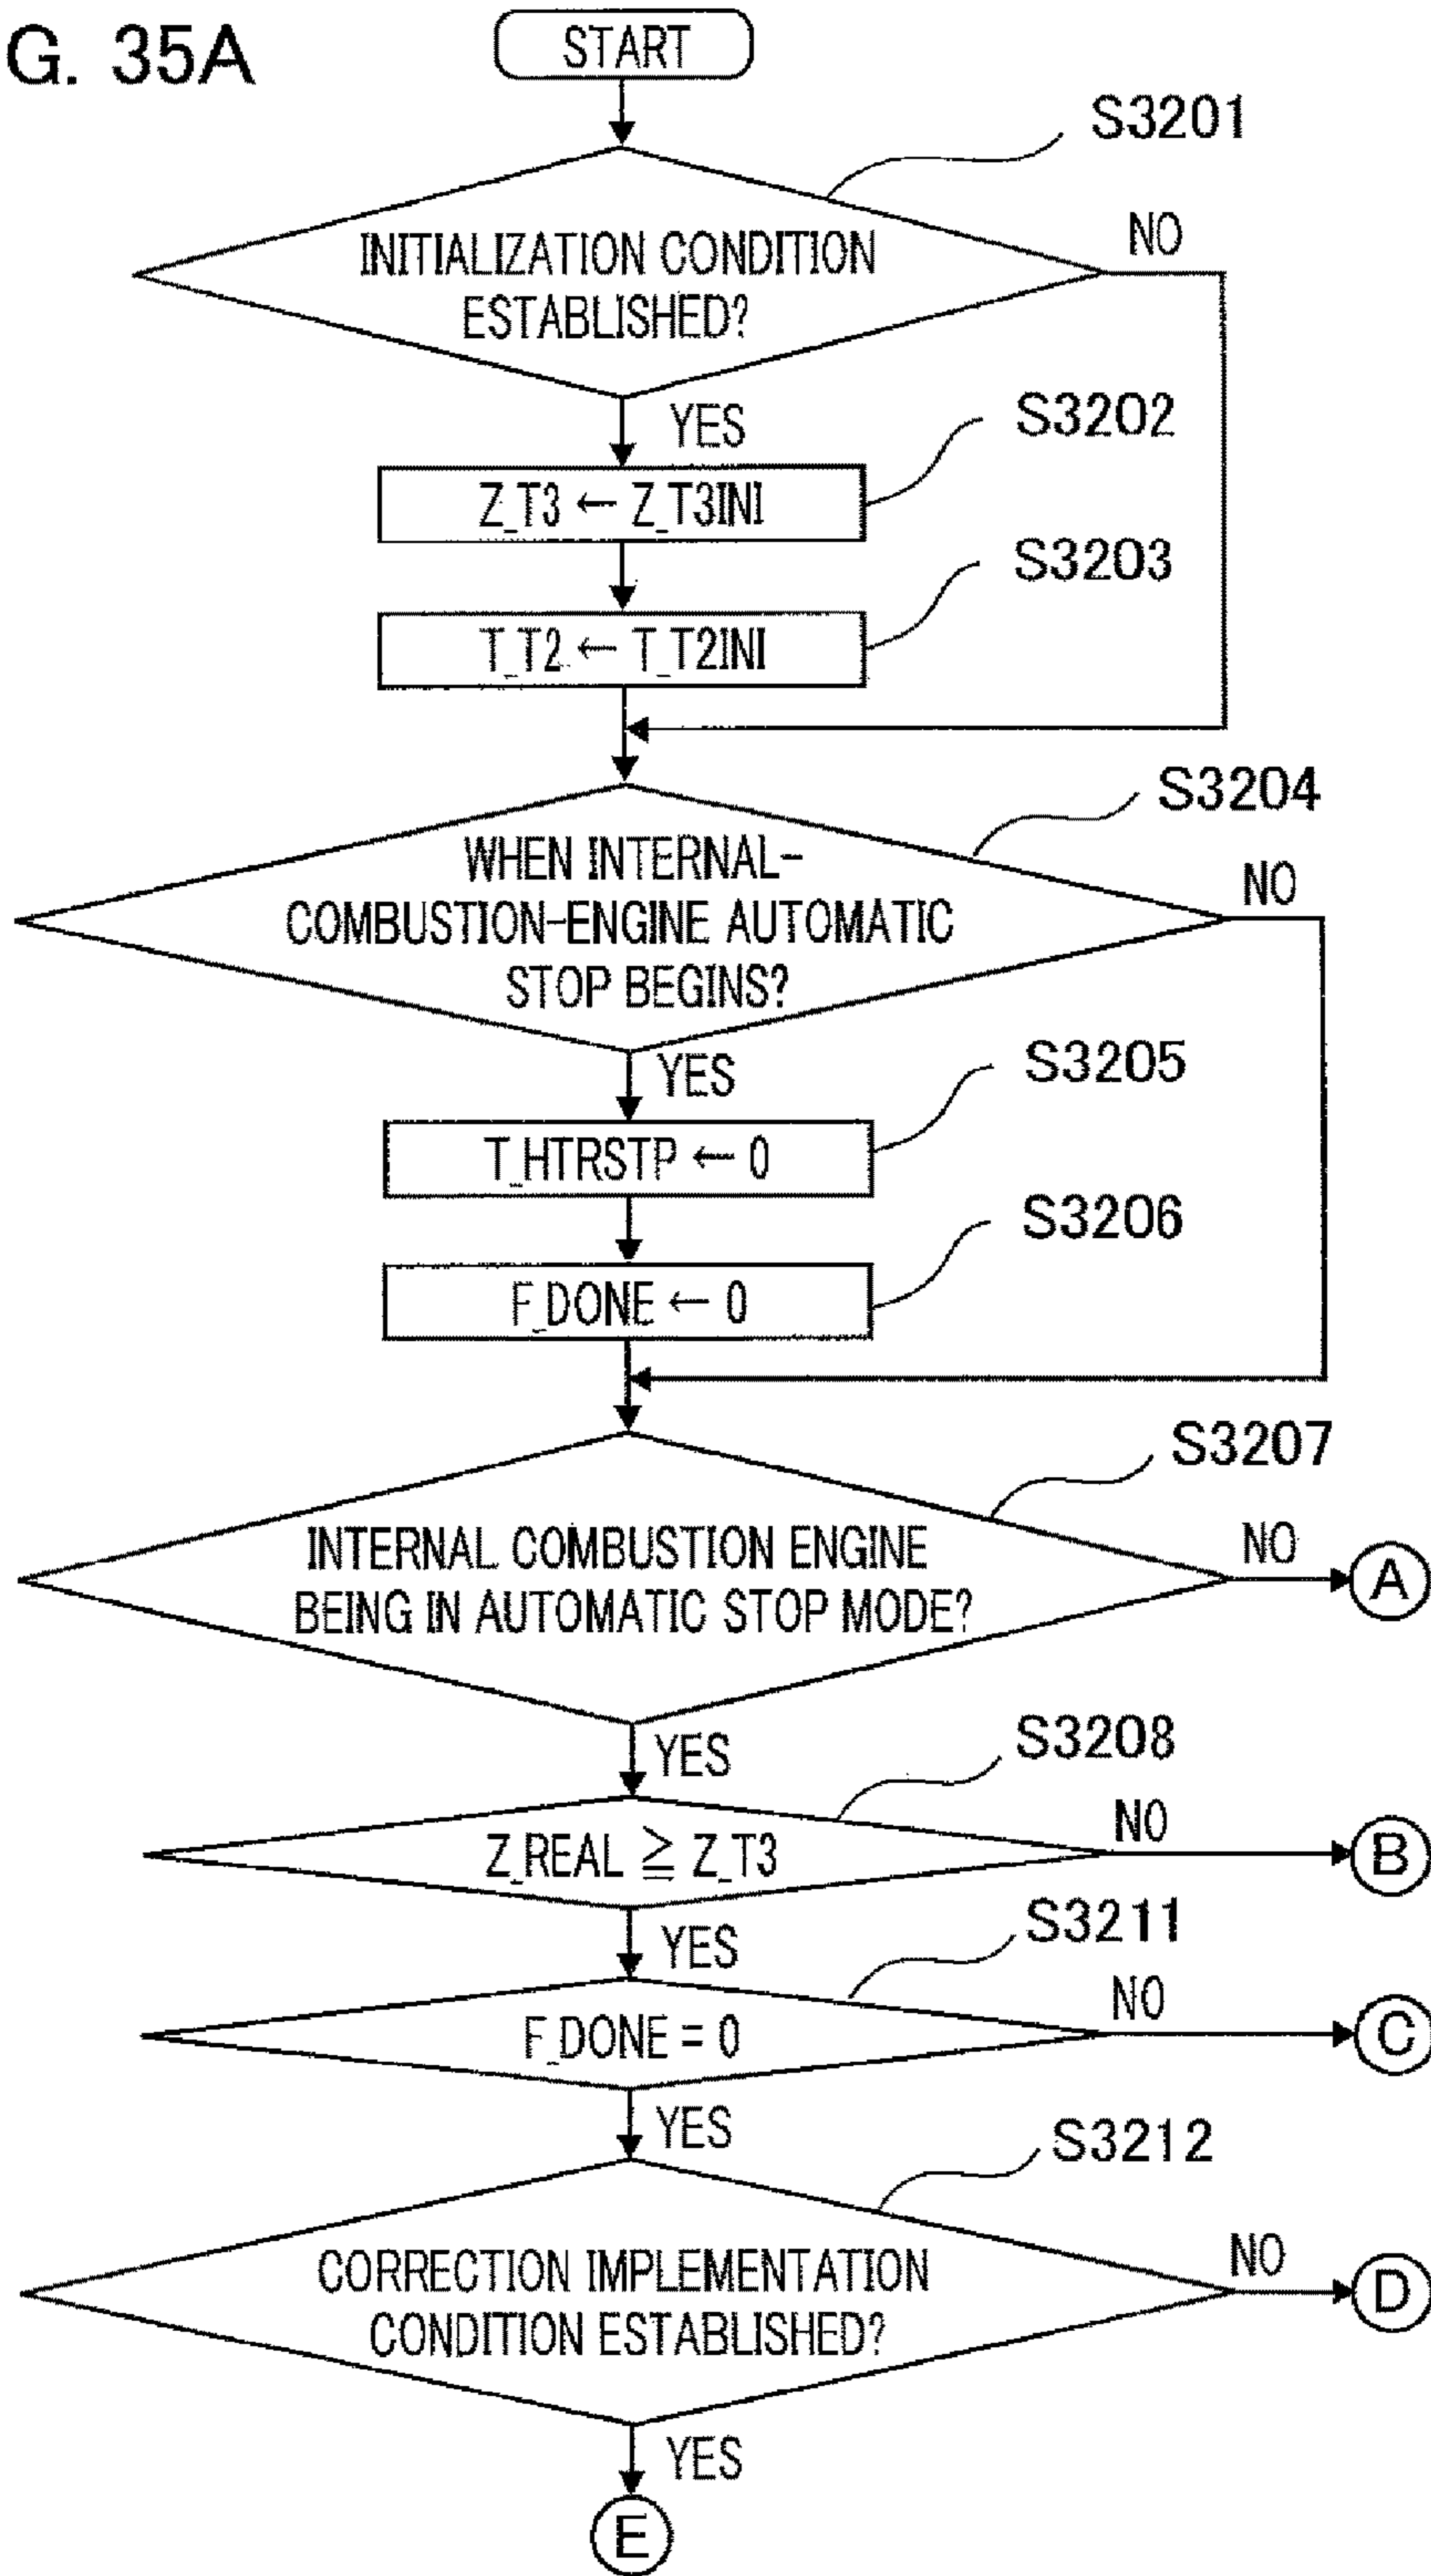 G. 35A
START
S3201
INITIALIZATION CONDITION
ESTABLISHED?
NO
YES
S3202
Z_T3 ← Z_T3INI
S3203
T_T2 ← T_T2INI
S3204
WHEN INTERNAL-
COMBUSTION-ENGINE AUTOMATIC
STOP BEGINS?
NO
YES
S3205
T_HTRSTP ← 0
S3206
F_DONE ← 0
S3207
INTERNAL COMBUSTION ENGINE
BEING IN AUTOMATIC STOP MODE?
NO
A
YES
S3208
Z_REAL ≧ Z_T3
NO
B
YES
S3211
F_DONE = 0
NO
C
YES
S3212
CORRECTION IMPLEMENTATION
CONDITION ESTABLISHED?
NO
D
YES
E